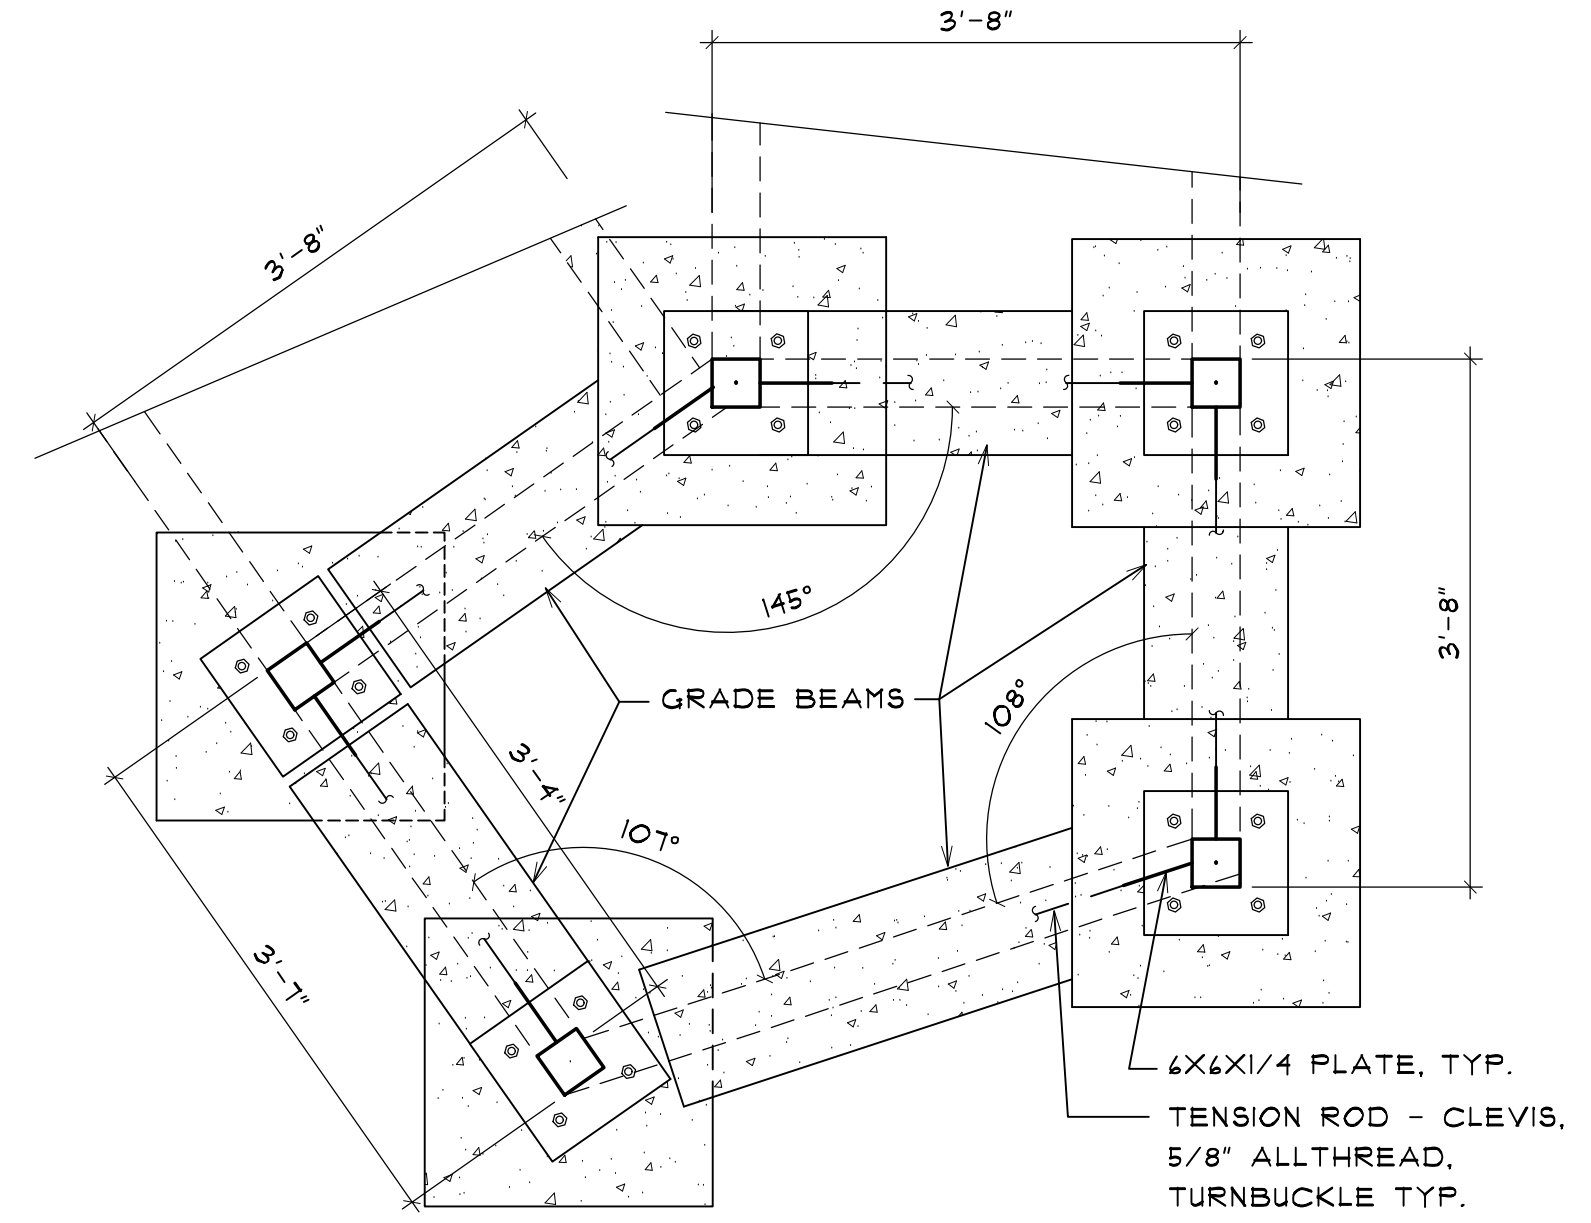 3'-8"
3'-8"
145°
3'-8"
GRADE BEAMS
108°
3'-4"
107°
3'-7"
6X6X1/4 PLATE, TYP.
TENSION ROD - CLEVIS,
5/8" ALLTHREAD,
TURNBUCKLE TYP.